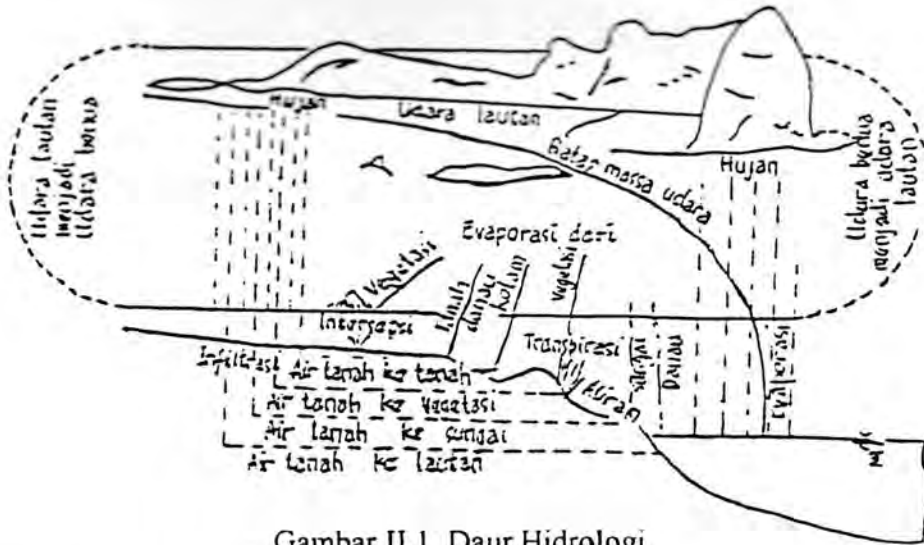 Hujan
Udara lautan
Batas massa udara
Hujan
Udara lautan
menjadi
Udara benua
Udara benua
menjadi udara
lautan
Evaporasi dari
Vegetasi
Tanah
danau
kolam
Vegetasi
Intersepsi
Transpirasi
sungai
Danau
Evaporasi
Infiltrasi
Air tanah ke tanah
Aliran
Air tanah ke vegetasi
Air tanah ke sungai
Air tanah ke lautan
Gambar II.1. Daur Hidrologi